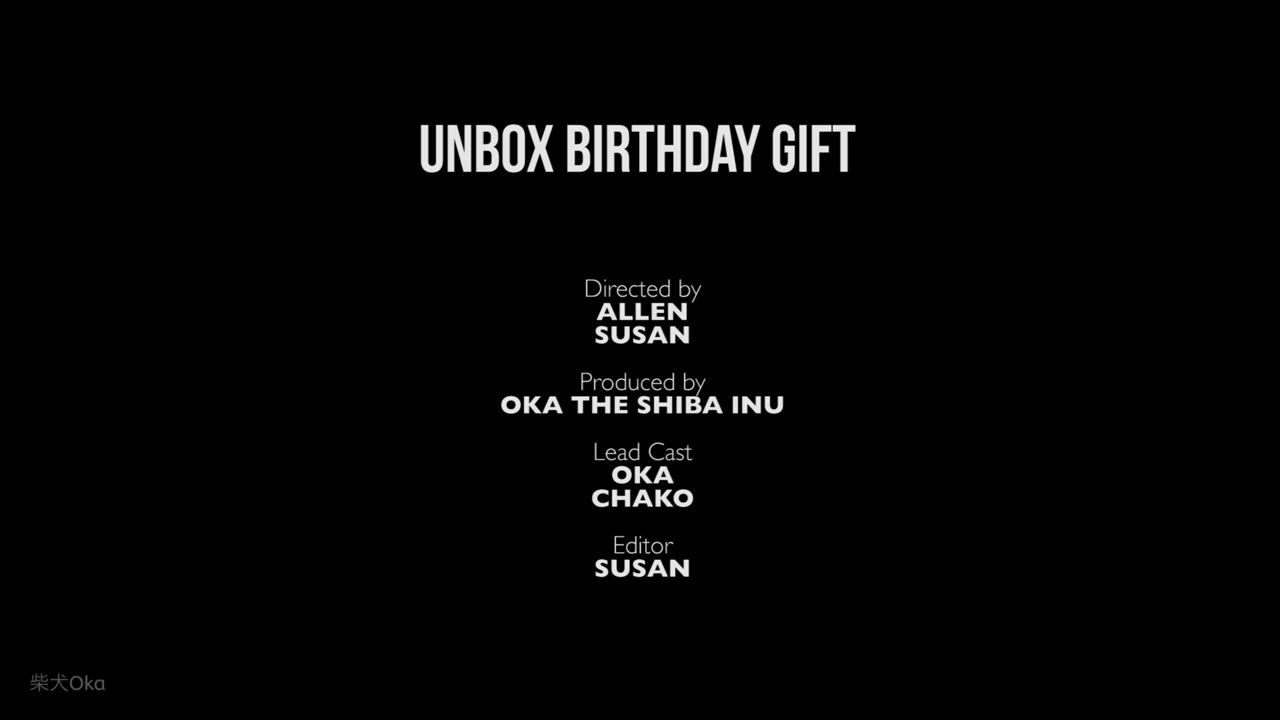 UNBOX BIRTHDAY GIFT
Directed by
ALLEN
SUSAN
Produced by
OKA THE SHIBA INU
Lead Cast
OKA
CHAKO
Editor
SUSAN
柴犬Oka